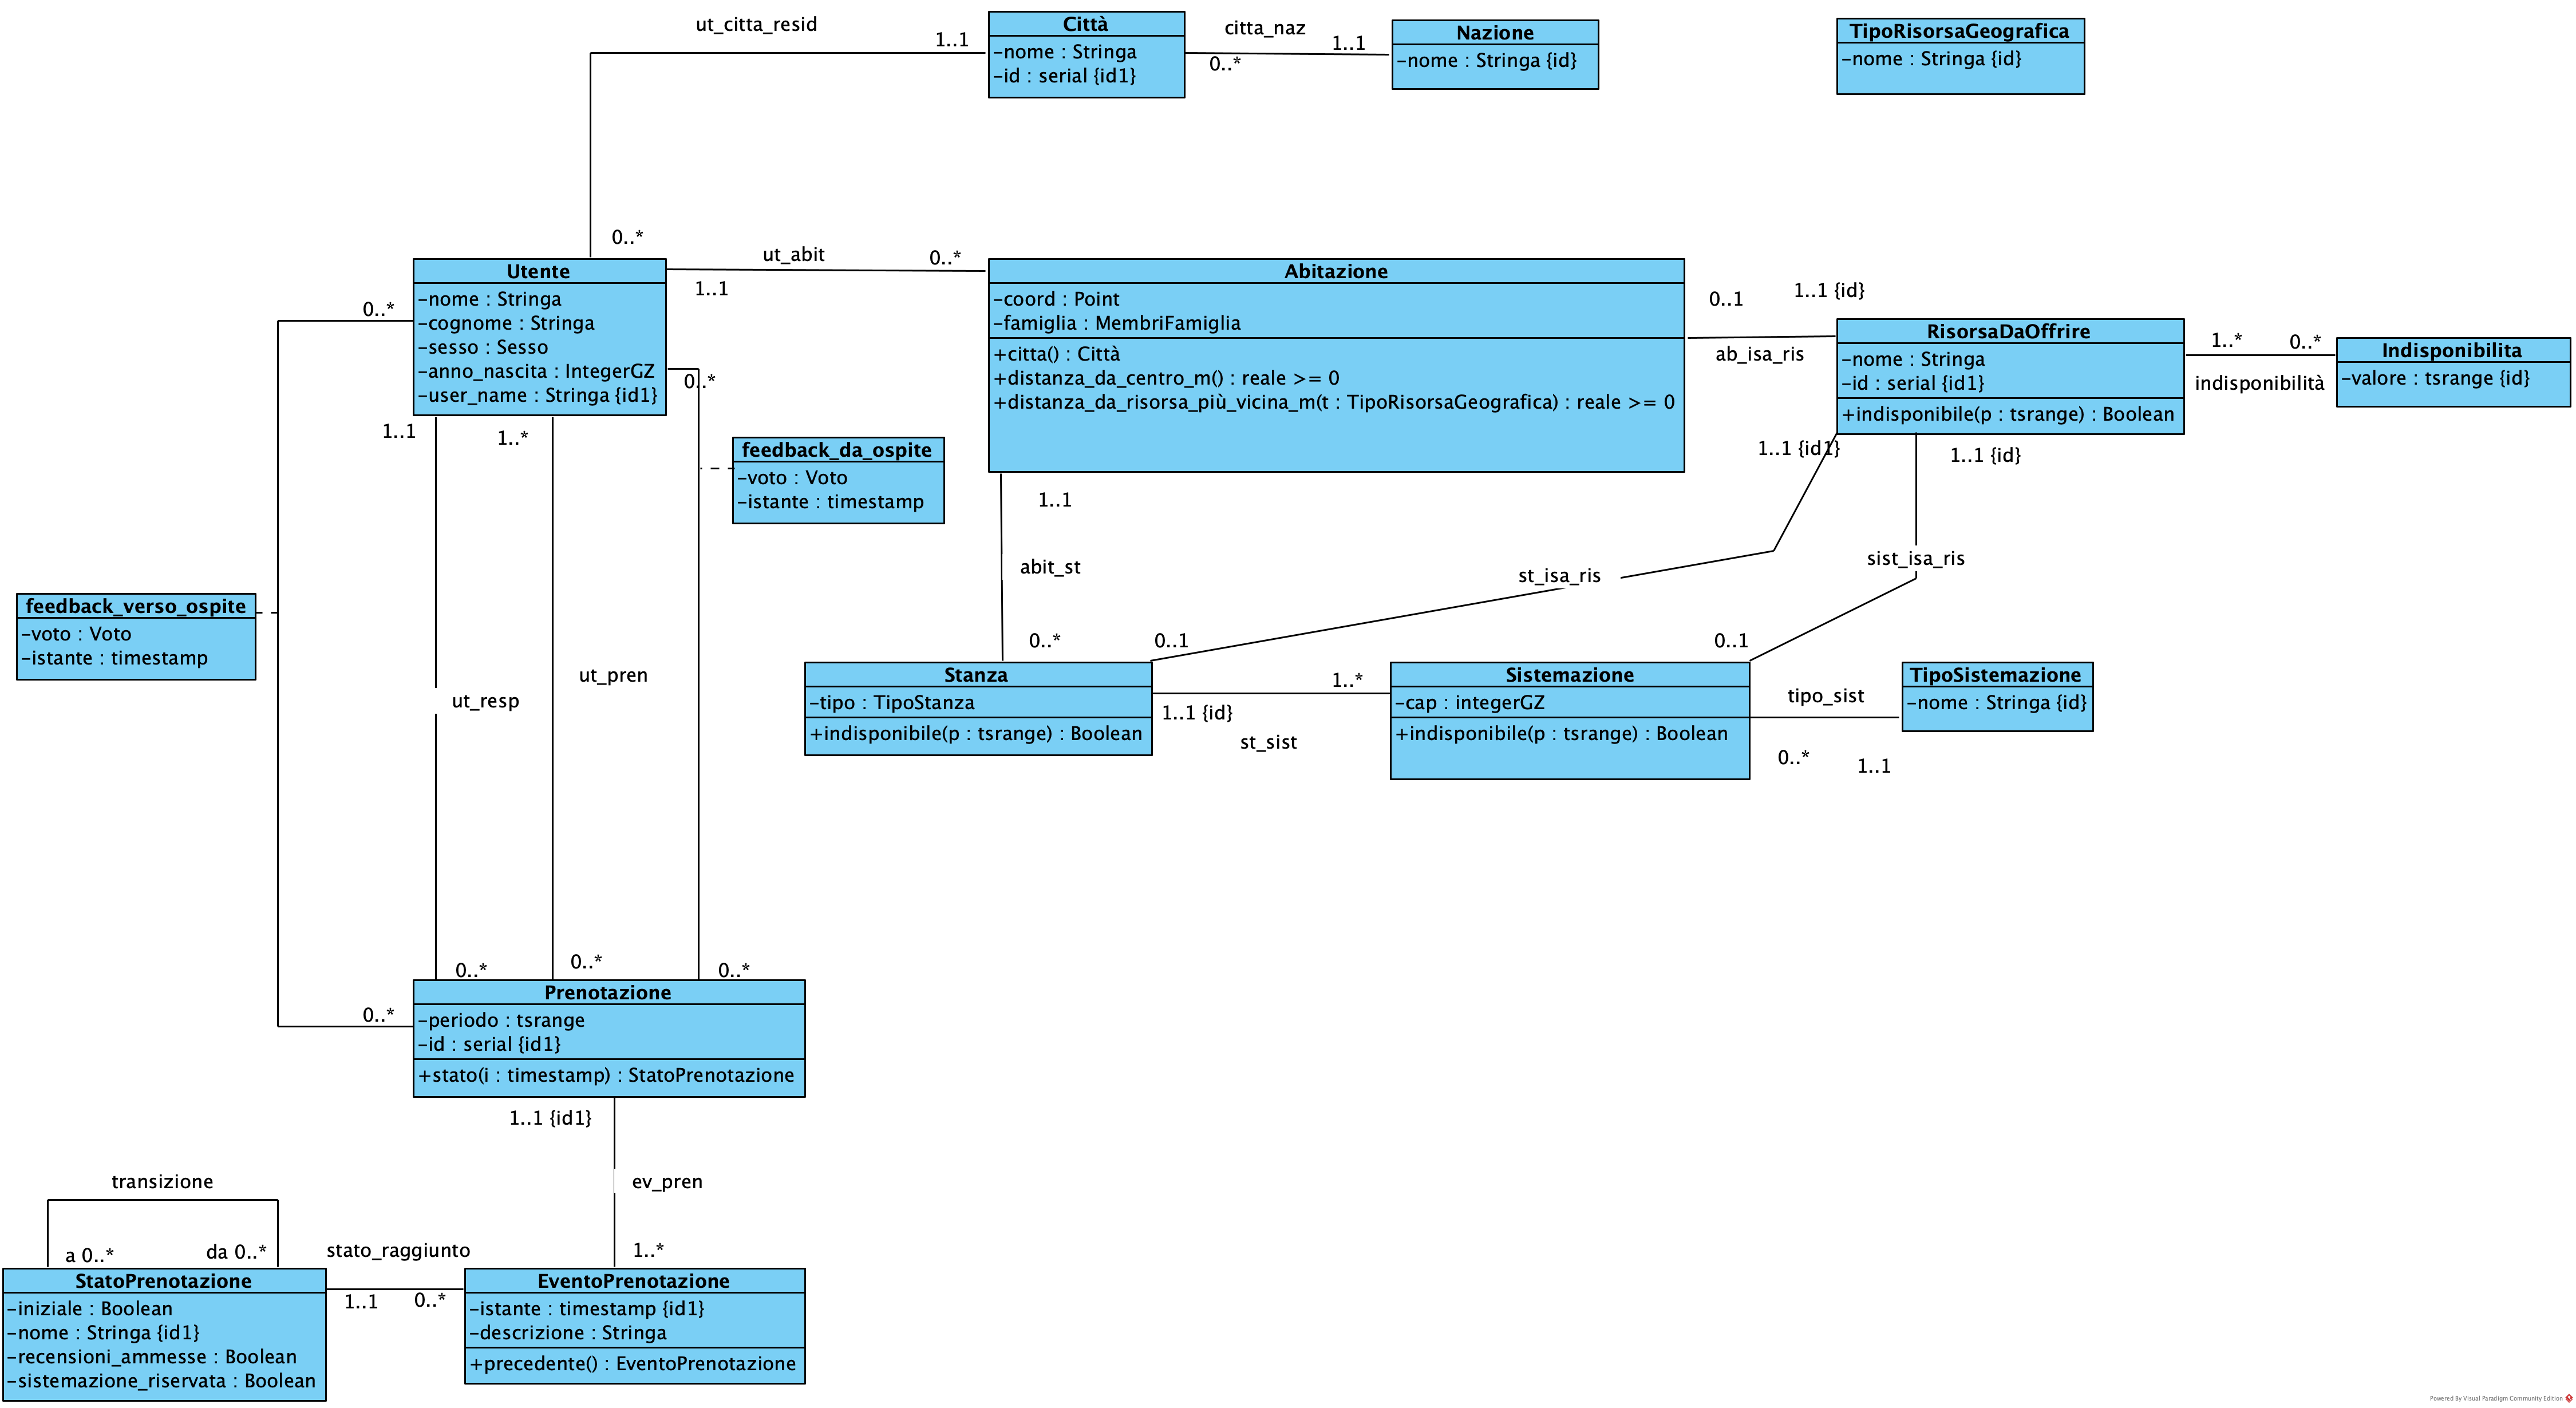 ut_citta_resid
1..1
0..*
Città
-nome : Stringa
-id : serial {id1}
citta_naz
0..*
1..1
Nazione
-nome : Stringa {id}
TipoRisorsaGeografica
-nome : Stringa {id}
Utente
-nome : Stringa
-cognome : Stringa
-sesso : Sesso
-anno_nascita : IntegerGZ
-user_name : Stringa {id1}
ut_abit
1..1
0..*
Abitazione
-coord : Point
-famiglia : MembriFamiglia
+citta() : Città
+distanza_da_centro_m() : reale >= 0
+distanza_da_risorsa_più_vicina_m(t : TipoRisorsaGeografica) : reale >= 0
0..1
1..1 {id}
ab_isa_ris
RisorsaDaOffrire
-nome : Stringa
-id : serial {id1}
+indisponibile(p : tsrange) : Boolean
1..*
0..*
indisponibilità
Indisponibilita
-valore : tsrange {id}
0..*
0..*
1..1
1..*
feedback_da_ospite
-voto : Voto
-istante : timestamp
1..1 {id1}
1..1 {id}
1..1
abit_st
0..*
st_isa_ris
0..1
sist_isa_ris
0..1
feedback_verso_ospite
-voto : Voto
-istante : timestamp
ut_resp
ut_pren
Stanza
-tipo : TipoStanza
+indisponibile(p : tsrange) : Boolean
1..*
1..1 {id}
st_sist
Sistemazione
-cap : integerGZ
+indisponibile(p : tsrange) : Boolean
tipo_sist
0..*
1..1
TipoSistemazione
-nome : Stringa {id}
0..*
0..*
0..*
0..*
Prenotazione
-periodo : tsrange
-id : serial {id1}
+stato(i : timestamp) : StatoPrenotazione
1..1 {id1}
ev_pren
1..*
transizione
a 0..*
da 0..*
stato_raggiunto
1..1
0..*
StatoPrenotazione
-iniziale : Boolean
-nome : Stringa {id1}
-recensioni_ammesse : Boolean
-sistemazione_riservata : Boolean
EventoPrenotazione
-istante : timestamp {id1}
-descrizione : Stringa
+precedente() : EventoPrenotazione
Powered By Visual Paradigm Community Edition